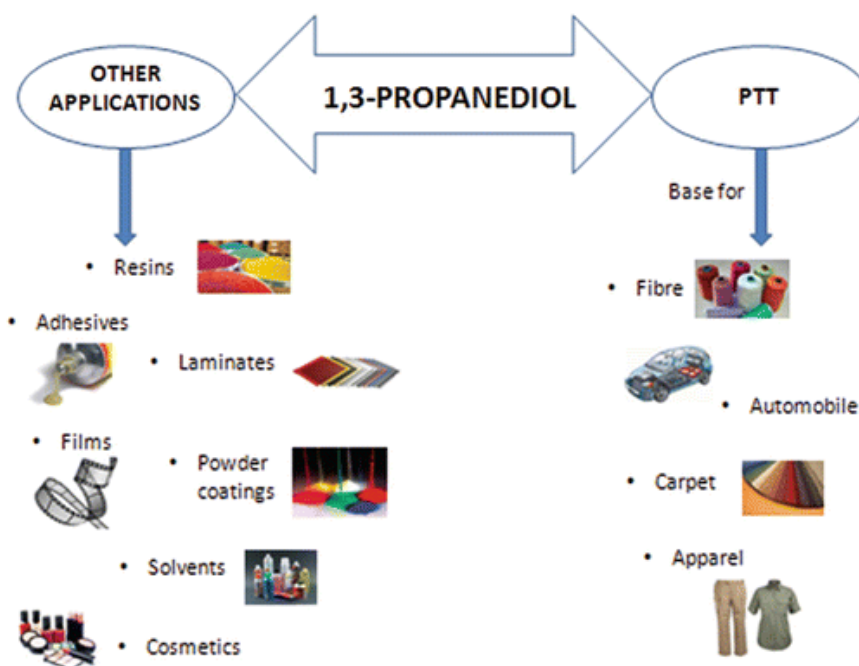 OTHER
APPLICATIONS
1,3-PROPANEDIOL
PTT
Base for
• Resins
• Adhesives
• Laminates
• Films
• Powder
coatings
• Solvents
• Cosmetics
• Fibre
• Automobile
• Carpet
• Apparel